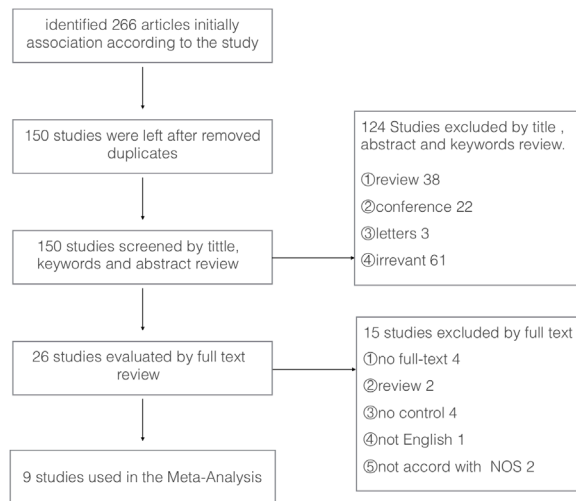 identified 266 articles initially
association according to the study
150 studies were left after removed
duplicates
150 studies screened by tittle,
keywords and abstract review
26 studies evaluated by full text
review
9 studies used in the Meta-Analysis
124 Studies excluded by title ,
abstract and keywords review.
①review 38
②conference 22
③letters 3
④irrevant 61
15 studies excluded by full text
①no full-text 4
②review 2
③no control 4
④not English 1
⑤not accord with NOS 2